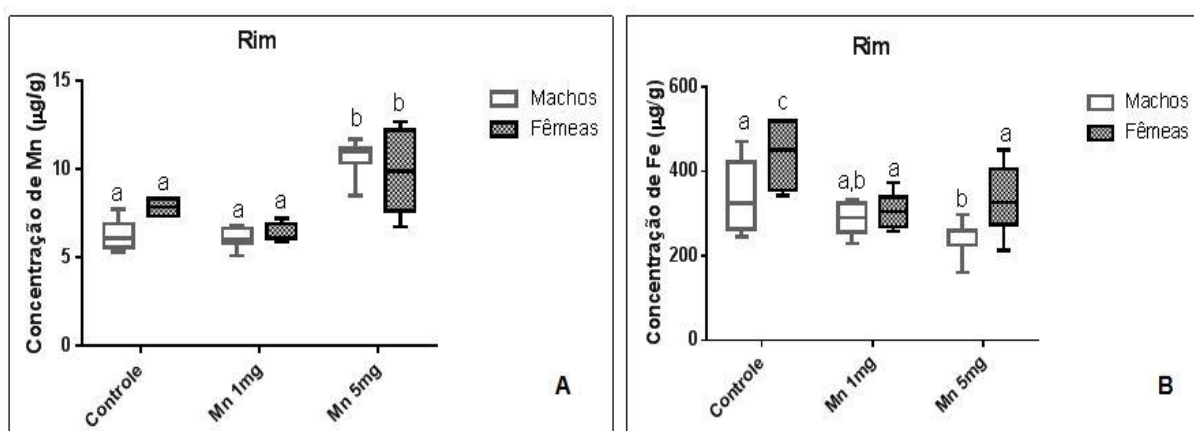 Rim
Concentração de Mn (µg/g)
15
10
5
0
a
a
a
a
b
b
Machos
Fêmeas
Controle
Mn 1mg
Mn 5mg
A
Rim
Concentração de Fe (µg/g)
600
400
200
0
a
c
a,b
a
b
a
Machos
Fêmeas
Controle
Mn 1mg
Mn 5mg
B